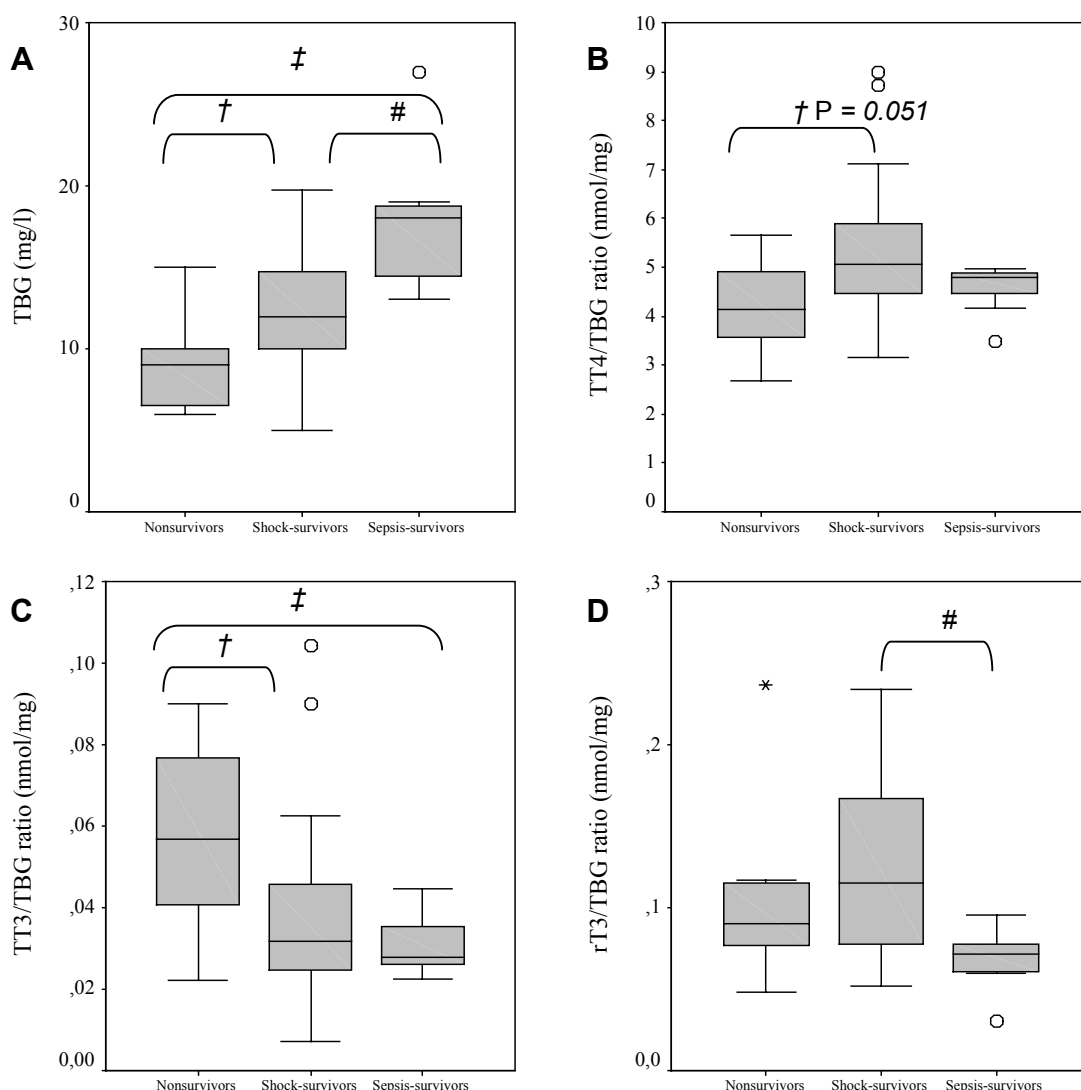 A
TBG (mg/l)
30
20
10
0
‡
†
#
Nonsurvivors Shock-survivors Sepsis-survivors
B
TT4/TBG ratio (nmol/mg)
10
9
8
7
6
5
4
3
2
1
0
† P = 0.051
Nonsurvivors Shock-survivors Sepsis-survivors
C
TT3/TBG ratio (nmol/mg)
,12
,10
,08
,06
,04
,02
0,00
‡
†
Nonsurvivors Shock-survivors Sepsis-survivors
D
rT3/TBG ratio (nmol/mg)
,3
,2
,1
0,0
#
Nonsurvivors Shock-survivors Sepsis-survivors